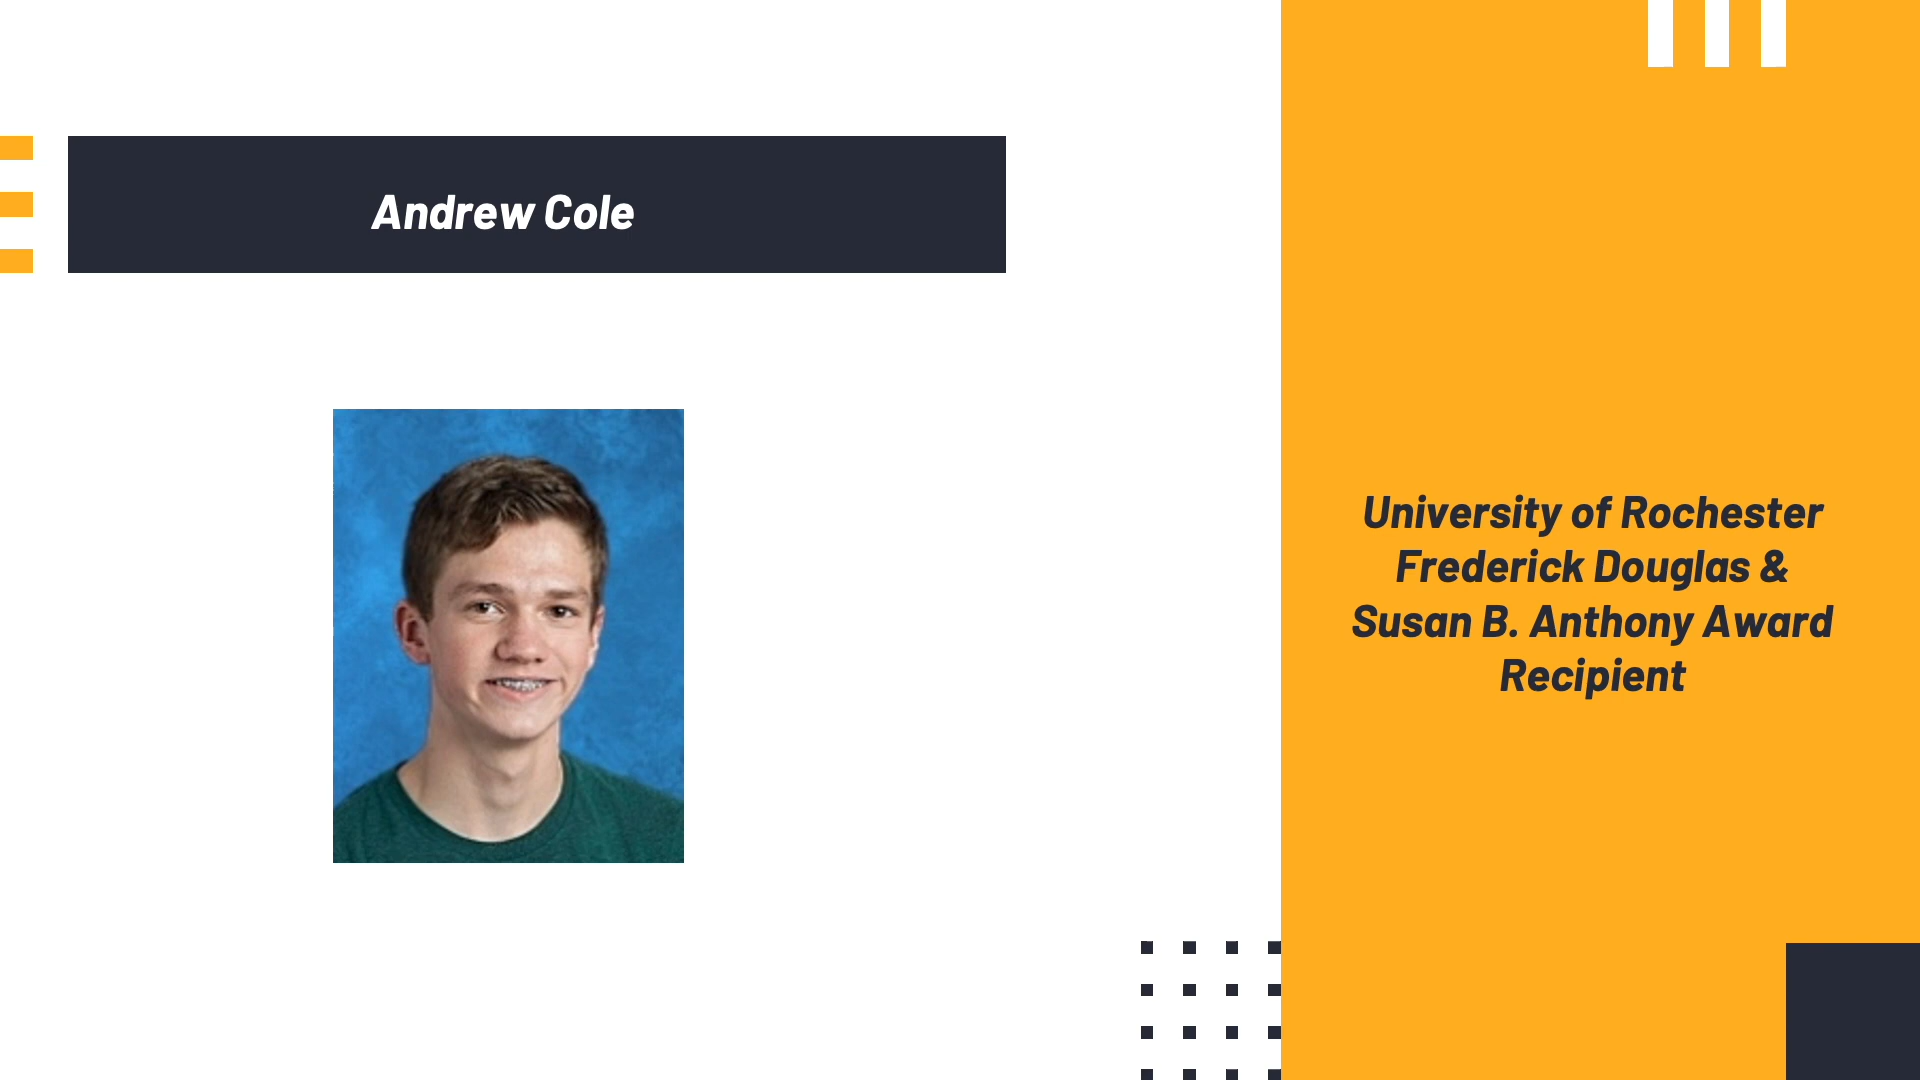 Andrew Cole
University of Rochester
Frederick Douglas &
Susan B. Anthony Award
Recipient